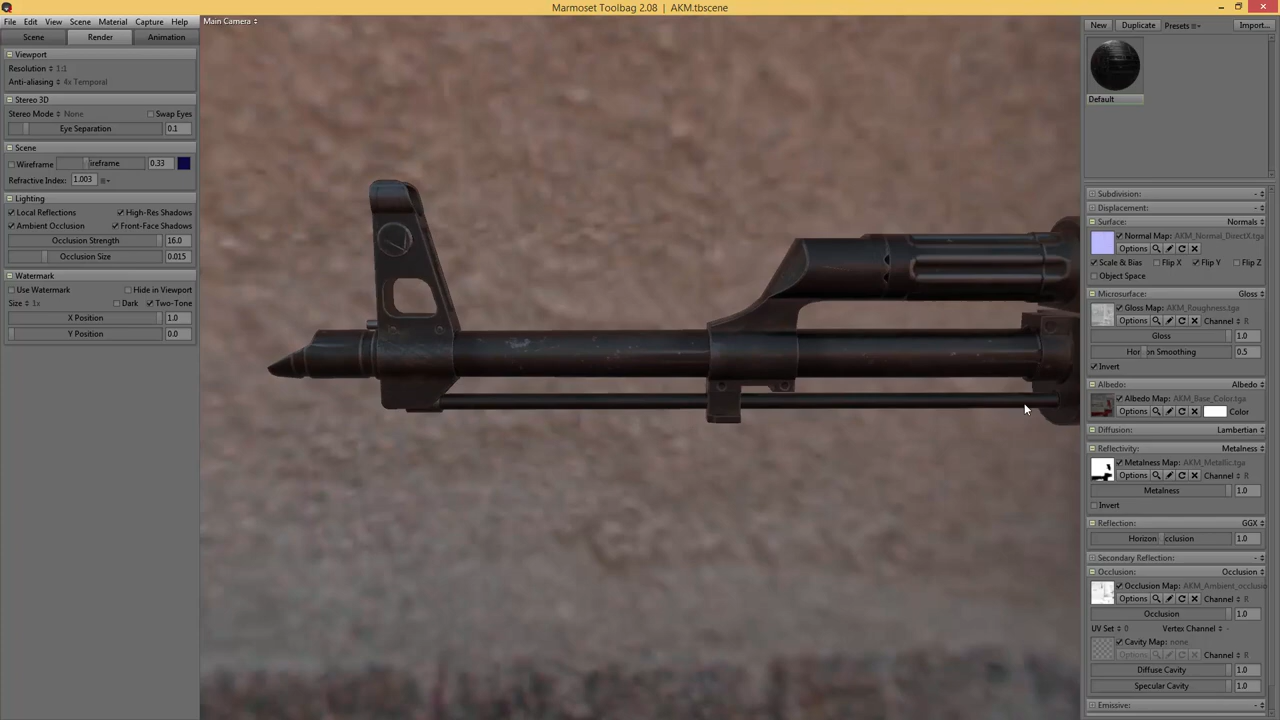 Marmoset Toolbag 2.08 | AKM.tbscene
File Edit View Scene Material Capture Help
Main Camera
New Duplicate Presets Import...
Scene Render Animation
Viewport
Resolution 1:1
Anti-aliasing 4x Temporal
Stereo 3D
Stereo Mode None Swap Eyes
Eye Separation 0.1
Scene
Wireframe ireframe 0.33
Refractive Index: 1.003
Lighting
Local Reflections High-Res Shadows
Ambient Occlusion Front-Face Shadows
Occlusion Strength 16.0
Occlusion Size 0.015
Watermark
Use Watermark Hide in Viewport
Size 1x Dark Two-Tone
X Position 1.0
Y Position 0.0
Default
Subdivision: -
Displacement: -
Surface: Normals
Normal Map: AKM_Normal_DirectX.tga
Options
Scale & Bias Flip X Flip Y Flip Z
Object Space
Microsurface: Gloss
Gloss Map: AKM_Roughness.tga
Options Channel R
Gloss 1.0
Horizon Smoothing 0.5
Invert
Albedo: Albedo
Albedo Map: AKM_Base_Color.tga
Options Color
Diffusion: Lambertian
Reflectivity: Metalness
Metalness Map: AKM_Metallic.tga
Options Channel R
Metalness 1.0
Invert
Reflection: GGX
Horizon Occlusion 1.0
Secondary Reflection: -
Occlusion: Occlusion
Occlusion Map: AKM_Ambient_occlusio
Options Channel R
Occlusion 1.0
UV Set 0 Vertex Channel -
Cavity Map: none
Options Channel R
Diffuse Cavity 1.0
Specular Cavity 1.0
Emissive: -